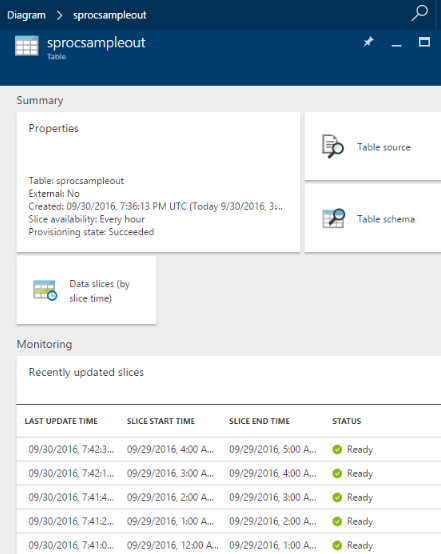 Diagram > sprocsampleout
sprocsampleout
Table
Summary
Properties
Table: sprocsampleout
External: No
Created: 09/30/2016, 7:36:13 PM UTC (Today 9/30/2016, 3:...
Slice availability: Every hour
Provisioning state: Succeeded
Table source
Table schema
Data slices (by
slice time)
Monitoring
Recently updated slices
LAST UPDATE TIME SLICE START TIME SLICE END TIME STATUS
09/30/2016, 7:42:3... 09/29/2016, 4:00 A... 09/29/2016, 5:00 A... Ready
09/30/2016, 7:42:1... 09/29/2016, 3:00 A... 09/29/2016, 4:00 A... Ready
09/30/2016, 7:41:4... 09/29/2016, 2:00 A... 09/29/2016, 3:00 A... Ready
09/30/2016, 7:41:2... 09/29/2016, 1:00 A... 09/29/2016, 2:00 A... Ready
09/30/2016, 7:41:0... 09/29/2016, 12:00 A... 09/29/2016, 1:00 A... Ready